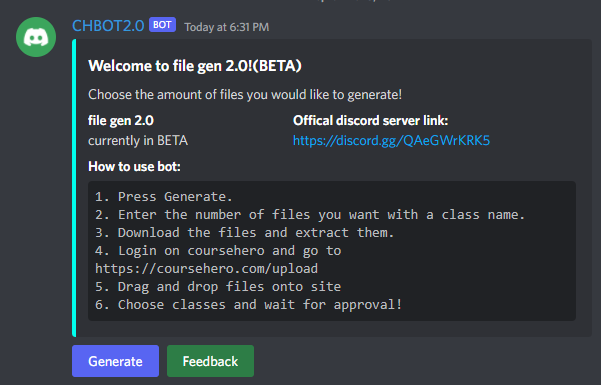 CHBOT2.0 BOT Today at 6:31 PM
Welcome to file gen 2.0!(BETA)
Choose the amount of files you would like to generate!
file gen 2.0
currently in BETA
Offical discord server link:
https://discord.gg/QAeGWrKRK5
How to use bot:
1. Press Generate.
2. Enter the number of files you want with a class name.
3. Download the files and extract them.
4. Login on coursehero and go to
https://coursehero.com/upload
5. Drag and drop files onto site
6. Choose classes and wait for approval!
Generate
Feedback